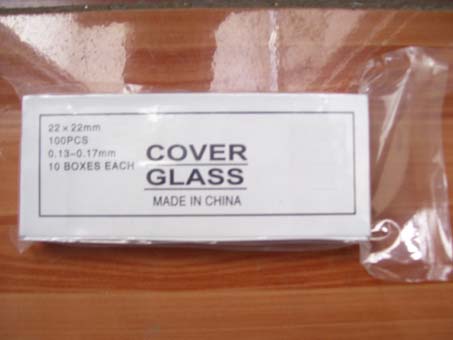 22×22mm
100PCS
0.13-0.17mm
10 BOXES EACH
COVER
GLASS
MADE IN CHINA